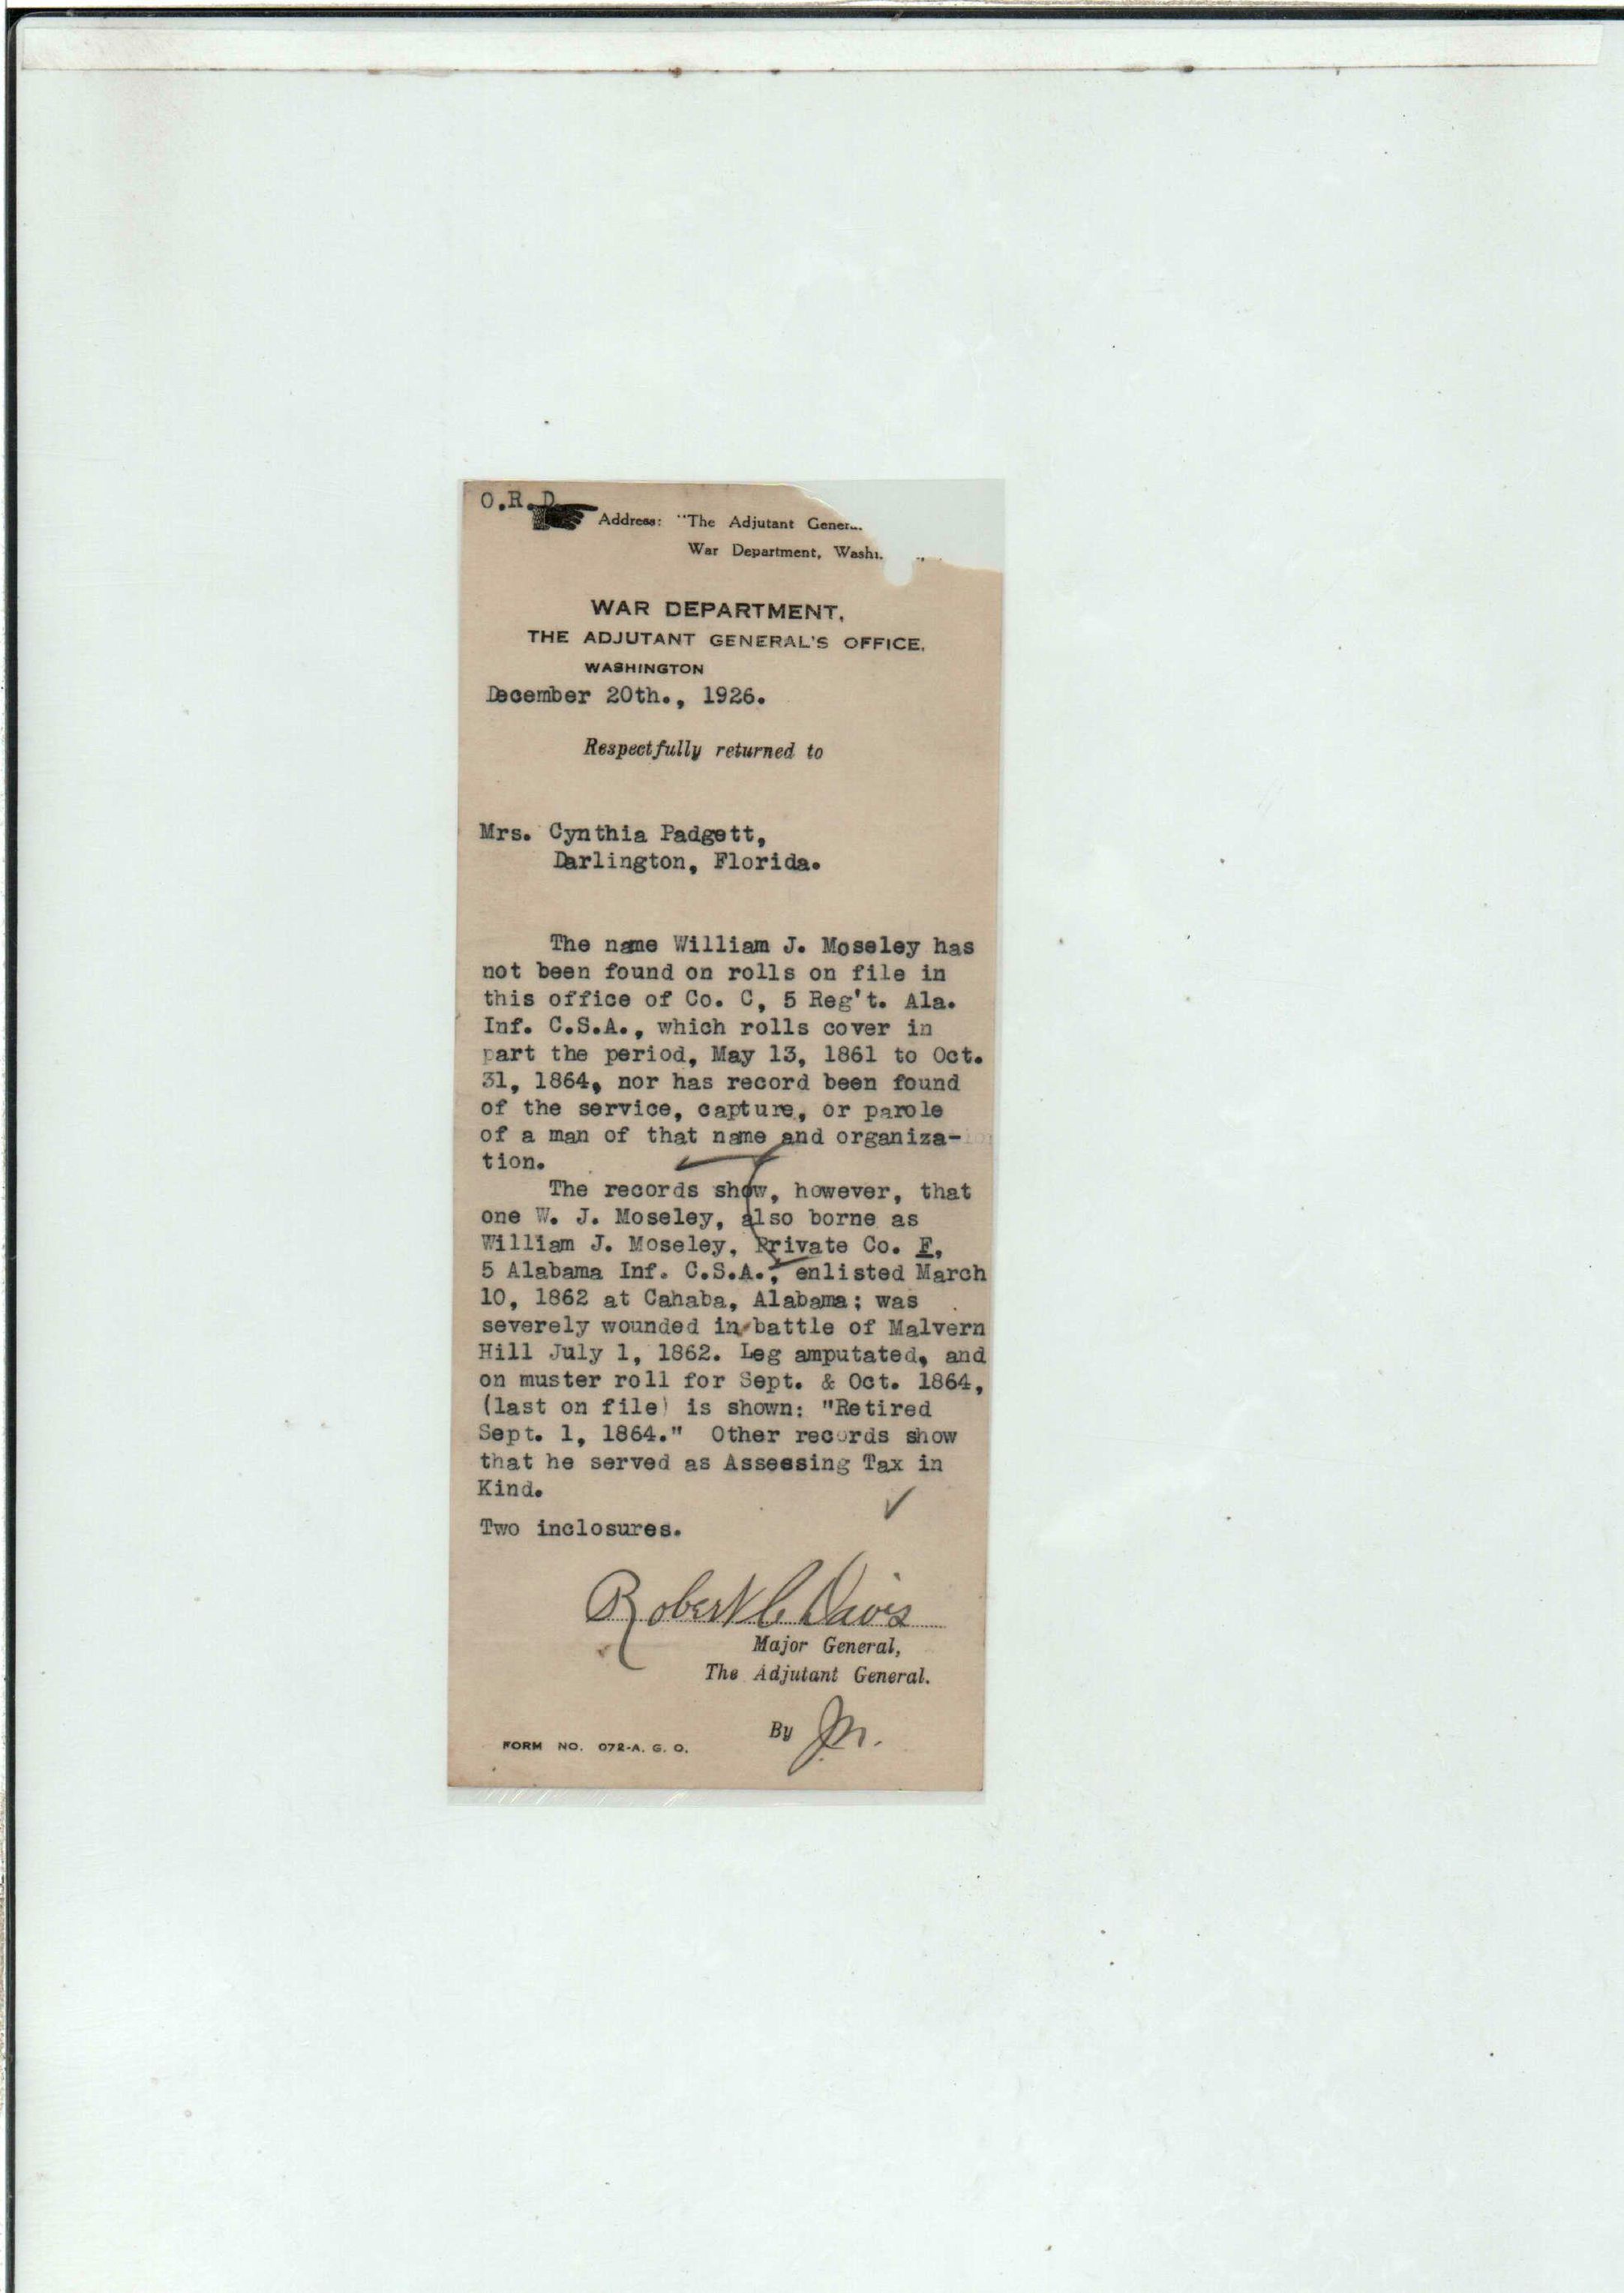 O.R.D.
Address: "The Adjutant Gener
War Department, Wash
WAR DEPARTMENT,
THE ADJUTANT GENERAL'S OFFICE,
WASHINGTON
December 20th., 1926.
Respectfully returned to
Mrs. Cynthia Padgett,
Darlington, Florida.
The name William J. Moseley has
not been found on rolls on file in
this office of Co. C, 5 Reg't. Ala.
Inf. C.S.A., which rolls cover in
part the period, May 13, 1861 to Oct.
31, 1864, nor has record been found
of the service, capture, or parole
of a man of that name and organiza-
tion.
The records show, however, that
one W. J. Moseley, also borne as
William J. Moseley, Private Co. F,
5 Alabama Inf. C.S.A., enlisted March
10, 1862 at Cahaba, Alabama; was
severely wounded in battle of Malvern
Hill July 1, 1862. Leg amputated, and
on muster roll for Sept. & Oct. 1864,
(last on file) is shown: "Retired
Sept. 1, 1864." Other records show
that he served as Assessing Tax in
Kind.
Two inclosures.
Robert C Davis
Major General,
The Adjutant General.
By
FORM NO. 072-A. G. O.